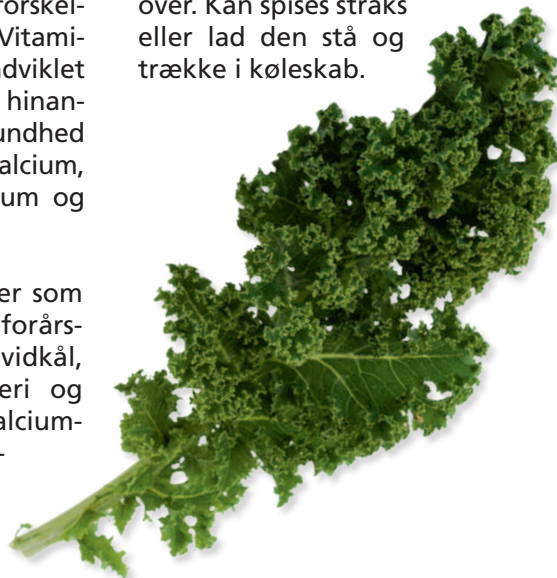 forskel-
Vitami-
dviklet
hinan-
undhed
alcium,
um og
er som
forårs-
vidkål,
eri og
alcium-
-
over. Kan spises straks
eller lad den stå og
trække i køleskab.